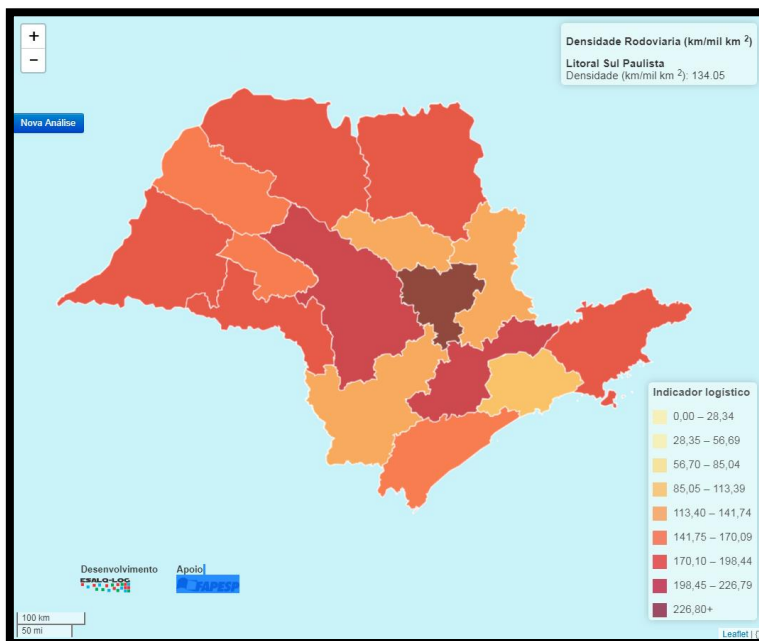 +
−
Nova Análise
Densidade Rodoviaria (km/mil km ²)
Litoral Sul Paulista
Densidade (km/mil km ²): 134.05
Indicador logístico
0,00 – 28,34
28,35 – 56,69
56,70 – 85,04
85,05 – 113,39
113,40 – 141,74
141,75 – 170,09
170,10 – 198,44
198,45 – 226,79
226,80+
Desenvolvimento
ESALQ-LOG
Apoio
FAPESP
100 km
50 mi
Leaflet | (